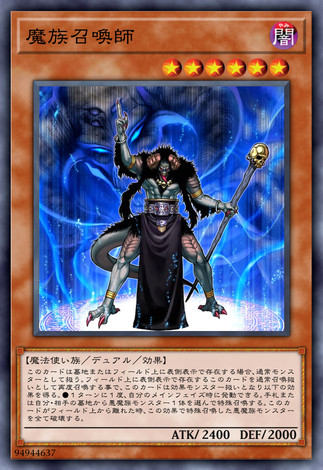 魔族召喚師
闇
やみ
【魔法使い族／デュアル／効果】
このカードは墓地またはフィールド上に表側表示で存在する場合、通常モンス
ターとして扱う。フィールド上に表側表示で存在するこのカードを通常召喚扱
いとして再度召喚する事で、このカードは効果モンスター扱いとなり以下の効
果を得る。●１ターンに１度、自分のメインフェイズ時に発動できる。手札また
は自分・相手の墓地から悪魔族モンスター１体を選んで特殊召喚する。このカー
ドがフィールド上から離れた時、この効果で特殊召喚した悪魔族モンスター
を全て破壊する。
ATK/ 2400 DEF/2000
94944637